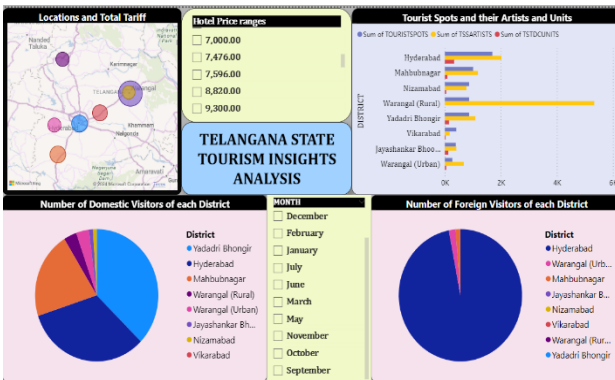 Locations and Total Tariff
Nanded
Taluka
Karimnagar
TELANGANA
Warangal
Hyderabad
Khammam
Nalgonda
Amaravati
Guntur
Hotel Price ranges
7,000.00
7,476.00
7,596.00
8,820.00
9,300.00
TELANGANA STATE
TOURISM INSIGHTS
ANALYSIS
Tourist Spots and their Artists and Units
Sum of TOURISTSPOTS Sum of TSSARTISTS Sum of TSTDCUNITS
DISTRICT
Hyderabad
Mahbubnagar
Nizamabad
Warangal (Rural)
Yadadri Bhongir
Vikarabad
Jayashankar Bhoo...
Warangal (Urban)
0K 2K 4K
Number of Domestic Visitors of each District
District
Yadadri Bhongir
Hyderabad
Mahbubnagar
Warangal (Rural)
Warangal (Urban)
Jayashankar Bh...
Nizamabad
Vikarabad
MONTH
December
February
January
July
June
March
May
November
October
September
Number of Foreign Visitors of each District
District
Hyderabad
Warangal (Urb...
Mahbubnagar
Jayashankar B...
Nizamabad
Vikarabad
Warangal (Rur...
Yadadri Bhongir